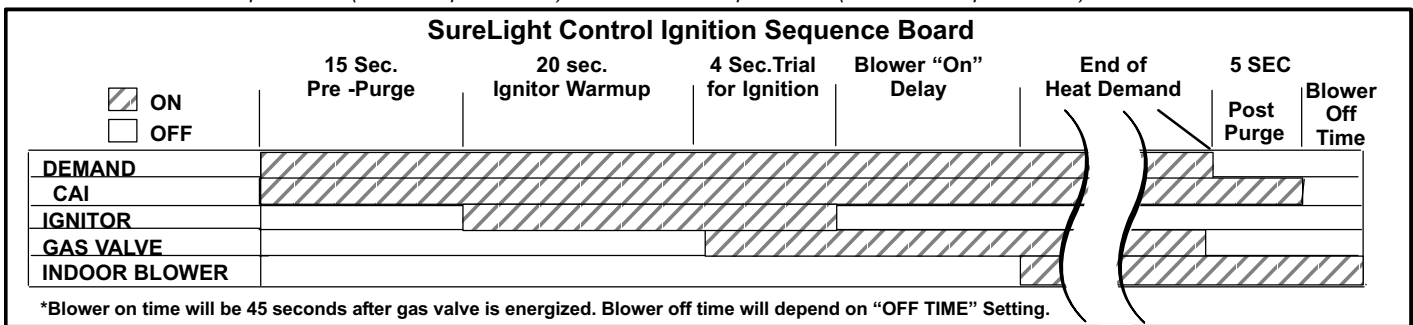 SureLight Control Ignition Sequence Board
15 Sec. Pre -Purge
20 sec. Ignitor Warmup
4 Sec.Trial for Ignition
Blower “On” Delay
End of Heat Demand
5 SEC Post Purge
Blower Off Time
ON
OFF
DEMAND
CAI
IGNITOR
GAS VALVE
INDOOR BLOWER
*Blower on time will be 45 seconds after gas valve is energized. Blower off time will depend on “OFF TIME” Setting.